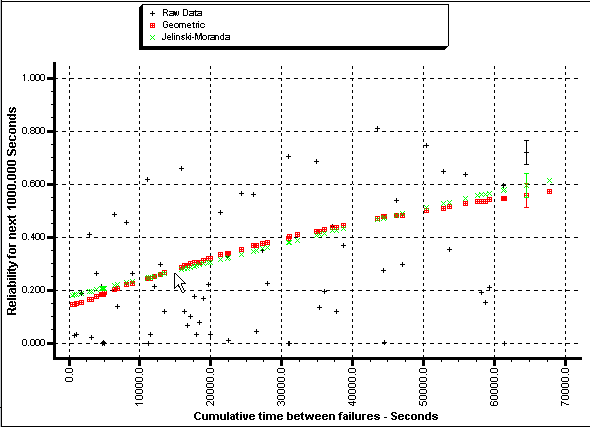 Raw Data
Geometric
Jelinski-Moranda
Reliability for next 1000.000 Seconds
1.000
0.800
0.600
0.400
0.200
0.000
0.0
10000.0
20000.0
30000.0
40000.0
50000.0
60000.0
70000.0
Cumulative time between failures - Seconds